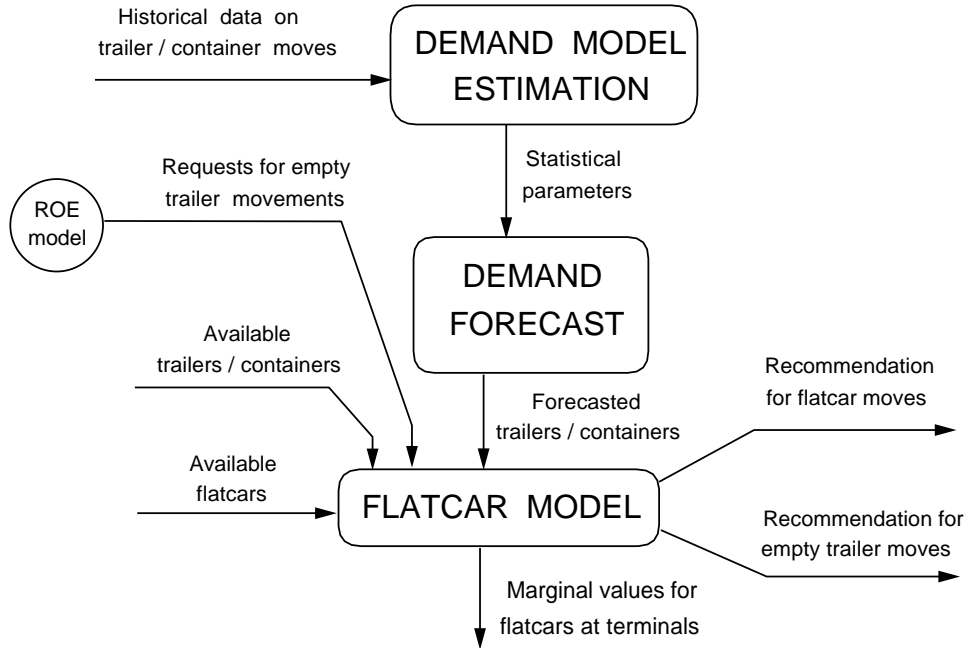 Historical data on
trailer / container moves
DEMAND MODEL
ESTIMATION
Statistical
parameters
Requests for empty
trailer movements
ROE
model
DEMAND
FORECAST
Available
trailers / containers
Forecasted
trailers / containers
Recommendation
for flatcar moves
Available
flatcars
FLATCAR MODEL
Recommendation for
empty trailer moves
Marginal values for
flatcars at terminals